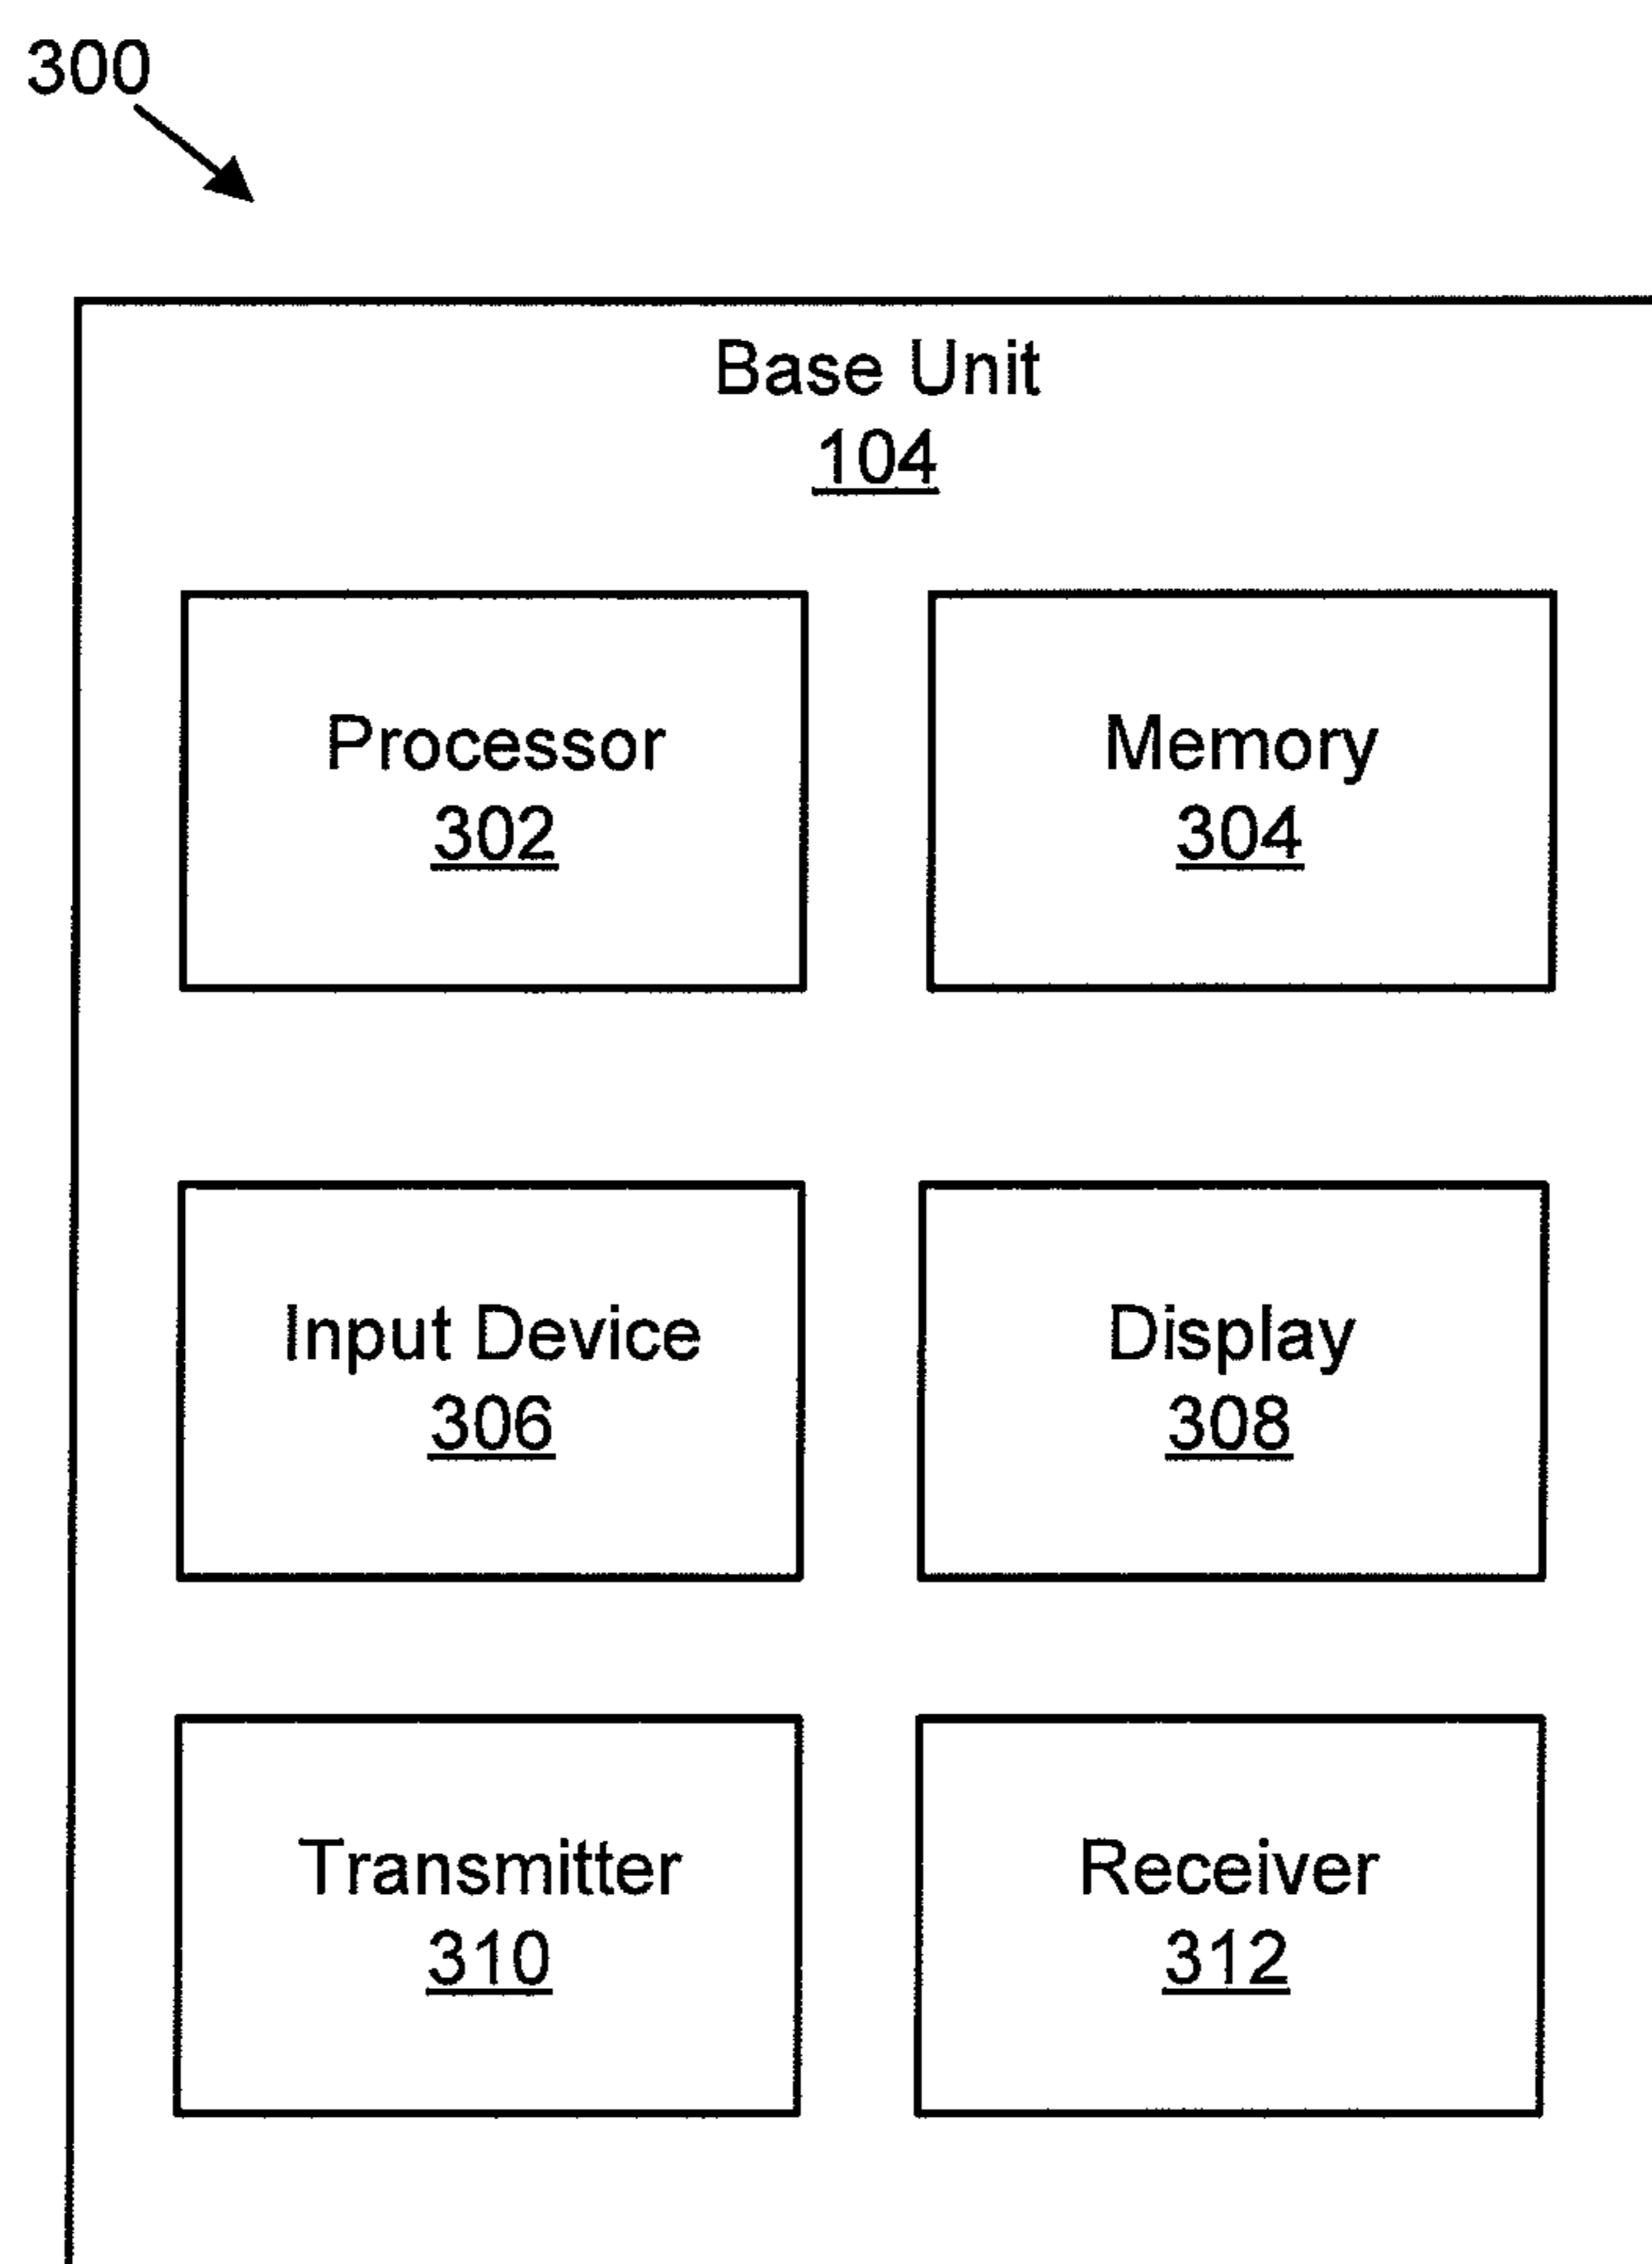 300
Base Unit
104
Processor
302
Memory
304
Input Device
306
Display
308
Transmitter
310
Receiver
312